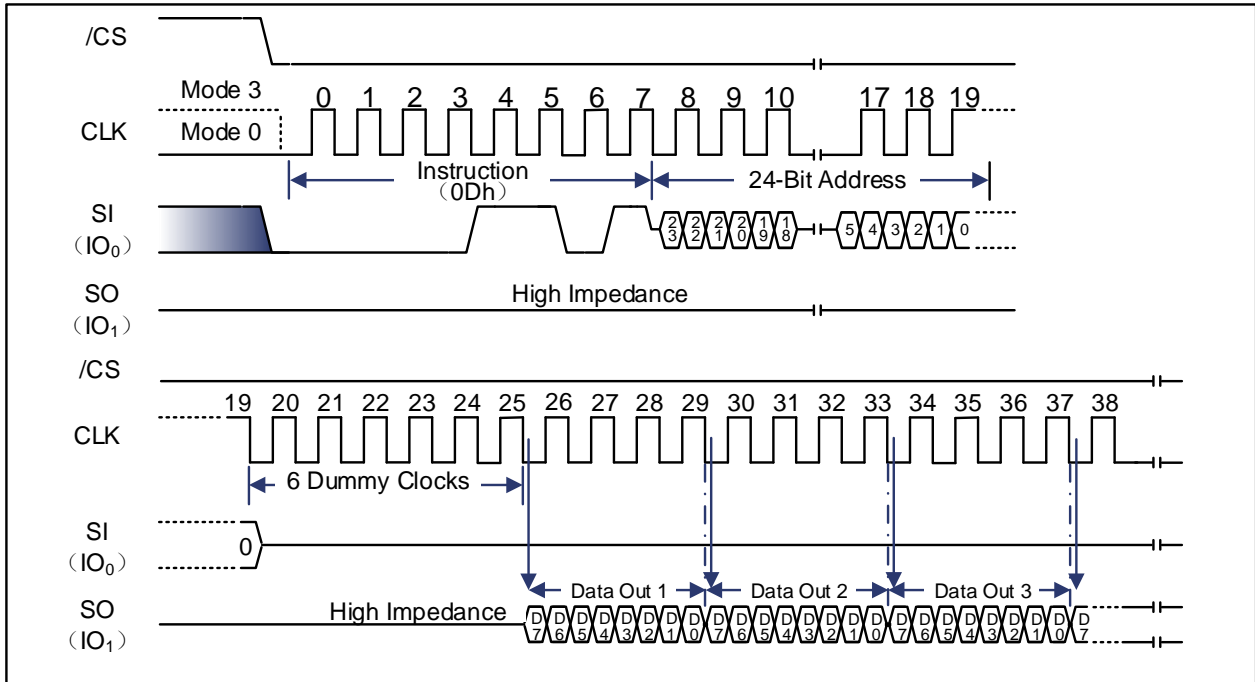 /CS
Mode 3
0 1 2 3 4 5 6 7 8 9 10 17 18 19
CLK
Mode 0
Instruction
（0Dh）
24-Bit Address
SI
（IO0）
23 22 21 20 19 18 5 4 3 2 1 0
SO
（IO1）
High Impedance
/CS
19 20 21 22 23 24 25 26 27 28 29 30 31 32 33 34 35 36 37 38
CLK
6 Dummy Clocks
SI
（IO0）
0
Data Out 1 Data Out 2 Data Out 3
SO
（IO1）
High Impedance
D7 D6 D5 D4 D3 D2 D1 D0 D7 D6 D5 D4 D3 D2 D1 D0 D7 D6 D5 D4 D3 D2 D1 D0 D7